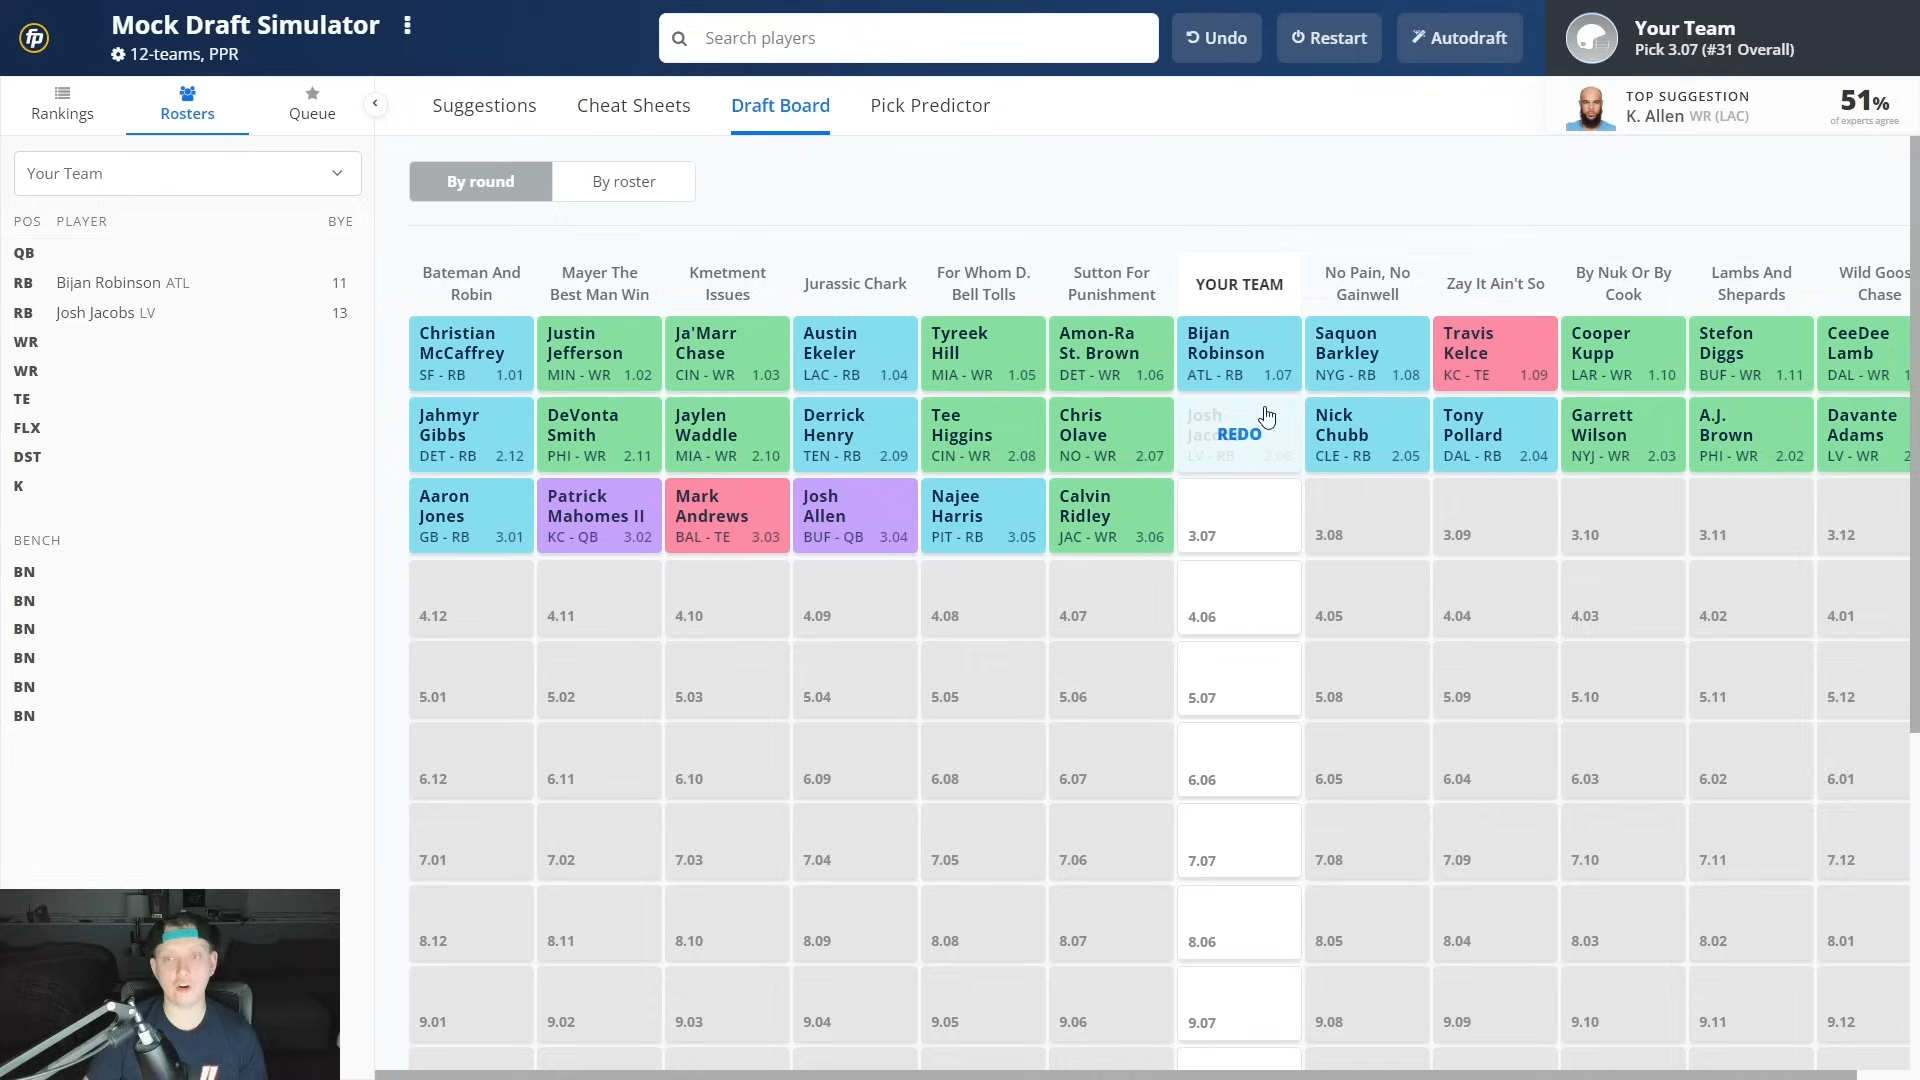 fp
Mock Draft Simulator
12-teams, PPR
Search players
Undo
Restart
Autodraft
Your Team
Pick 3.07 (#31 Overall)
Rankings
Rosters
Queue
Suggestions
Cheat Sheets
Draft Board
Pick Predictor
TOP SUGGESTION
K. Allen WR (LAC)
51%
of experts agree
Your Team
POS PLAYER BYE
QB
RB Bijan Robinson ATL 11
RB Josh Jacobs LV 13
WR
WR
TE
FLX
DST
K
BENCH
BN
BN
BN
BN
BN
BN
By round
By roster
Bateman And Robin
Mayer The Best Man Win
Kmetment Issues
Jurassic Chark
For Whom D. Bell Tolls
Sutton For Punishment
YOUR TEAM
No Pain, No Gainwell
Zay It Ain't So
By Nuk Or By Cook
Lambs And Shepards
Wild Goos
Chase
Christian McCaffrey
SF - RB 1.01
Justin Jefferson
MIN - WR 1.02
Ja'Marr Chase
CIN - WR 1.03
Austin Ekeler
LAC - RB 1.04
Tyreek Hill
MIA - WR 1.05
Amon-Ra St. Brown
DET - WR 1.06
Bijan Robinson
ATL - RB 1.07
Saquon Barkley
NYG - RB 1.08
Travis Kelce
KC - TE 1.09
Cooper Kupp
LAR - WR 1.10
Stefon Diggs
BUF - WR 1.11
CeeDee Lamb
DAL - WR 1
Jahmyr Gibbs
DET - RB 2.12
DeVonta Smith
PHI - WR 2.11
Jaylen Waddle
MIA - WR 2.10
Derrick Henry
TEN - RB 2.09
Tee Higgins
CIN - WR 2.08
Chris Olave
NO - WR 2.07
Josh
REDO
LV - RB 2.06
Nick Chubb
CLE - RB 2.05
Tony Pollard
DAL - RB 2.04
Garrett Wilson
NYJ - WR 2.03
A.J. Brown
PHI - WR 2.02
Davante Adams
LV - WR 2
Aaron Jones
GB - RB 3.01
Patrick Mahomes II
KC - QB 3.02
Mark Andrews
BAL - TE 3.03
Josh Allen
BUF - QB 3.04
Najee Harris
PIT - RB 3.05
Calvin Ridley
JAC - WR 3.06
3.07 3.08 3.09 3.10 3.11 3.12
4.12 4.11 4.10 4.09 4.08 4.07 4.06 4.05 4.04 4.03 4.02 4.01
5.01 5.02 5.03 5.04 5.05 5.06 5.07 5.08 5.09 5.10 5.11 5.12
6.12 6.11 6.10 6.09 6.08 6.07 6.06 6.05 6.04 6.03 6.02 6.01
7.01 7.02 7.03 7.04 7.05 7.06 7.07 7.08 7.09 7.10 7.11 7.12
8.12 8.11 8.10 8.09 8.08 8.07 8.06 8.05 8.04 8.03 8.02 8.01
9.01 9.02 9.03 9.04 9.05 9.06 9.07 9.08 9.09 9.10 9.11 9.12